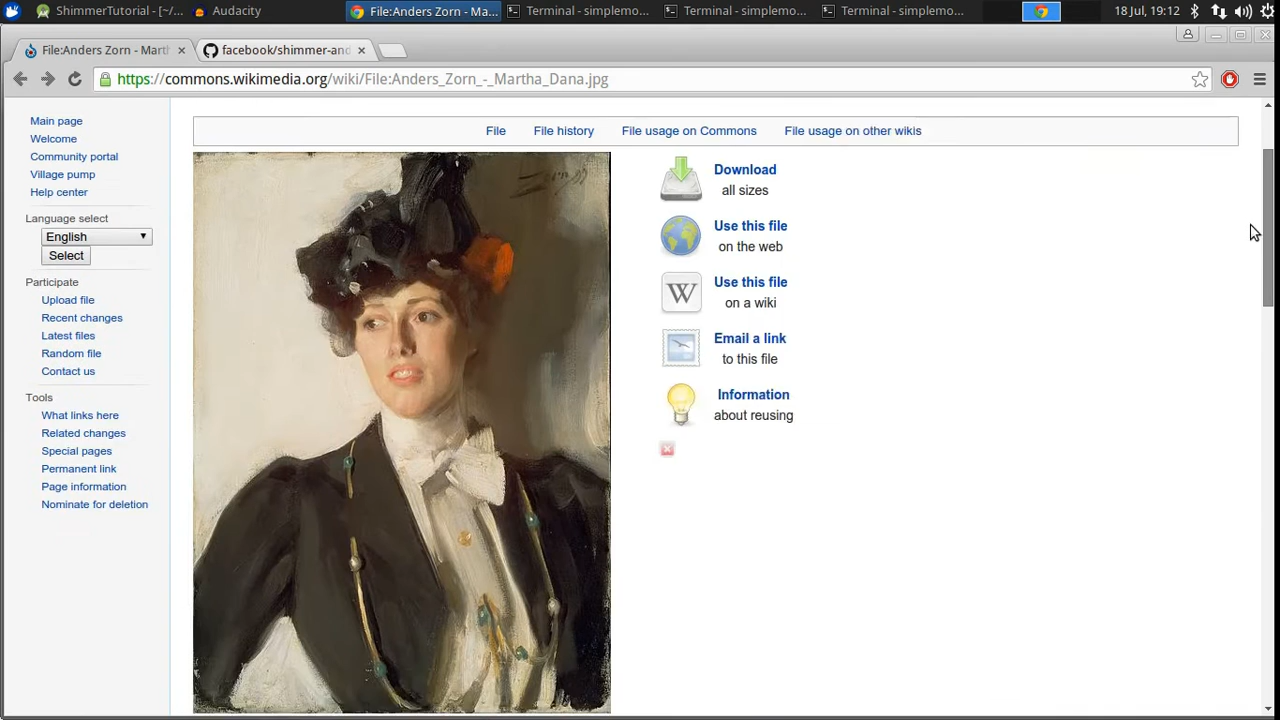 ShimmerTutorial - [~/...
Audacity
File:Anders Zorn - Ma...
Terminal - simplemo...
Terminal - simplemo...
Terminal - simplemo...
18 Jul, 19:12
File:Anders Zorn - Marth
facebook/shimmer-and
https://commons.wikimedia.org/wiki/File:Anders_Zorn_-_Martha_Dana.jpg
Main page
Welcome
Community portal
Village pump
Help center
Language select
English
Select
Participate
Upload file
Recent changes
Latest files
Random file
Contact us
Tools
What links here
Related changes
Special pages
Permanent link
Page information
Nominate for deletion
File File history File usage on Commons File usage on other wikis
Download
all sizes
Use this file
on the web
W
Use this file
on a wiki
Email a link
to this file
Information
about reusing